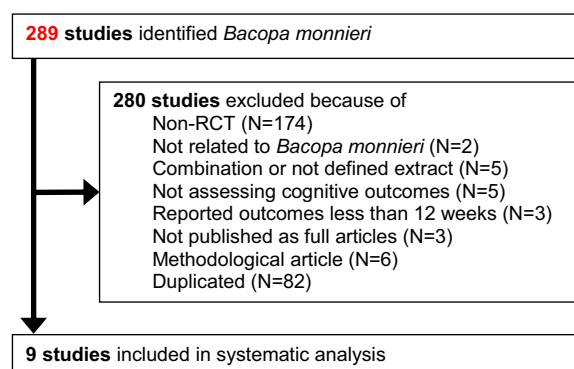 289 studies identified Bacopa monnieri
280 studies excluded because of
Non-RCT (N=174)
Not related to Bacopa monnieri (N=2)
Combination or not defined extract (N=5)
Not assessing cognitive outcomes (N=5)
Reported outcomes less than 12 weeks (N=3)
Not published as full articles (N=3)
Methodological article (N=6)
Duplicated (N=82)
9 studies included in systematic analysis